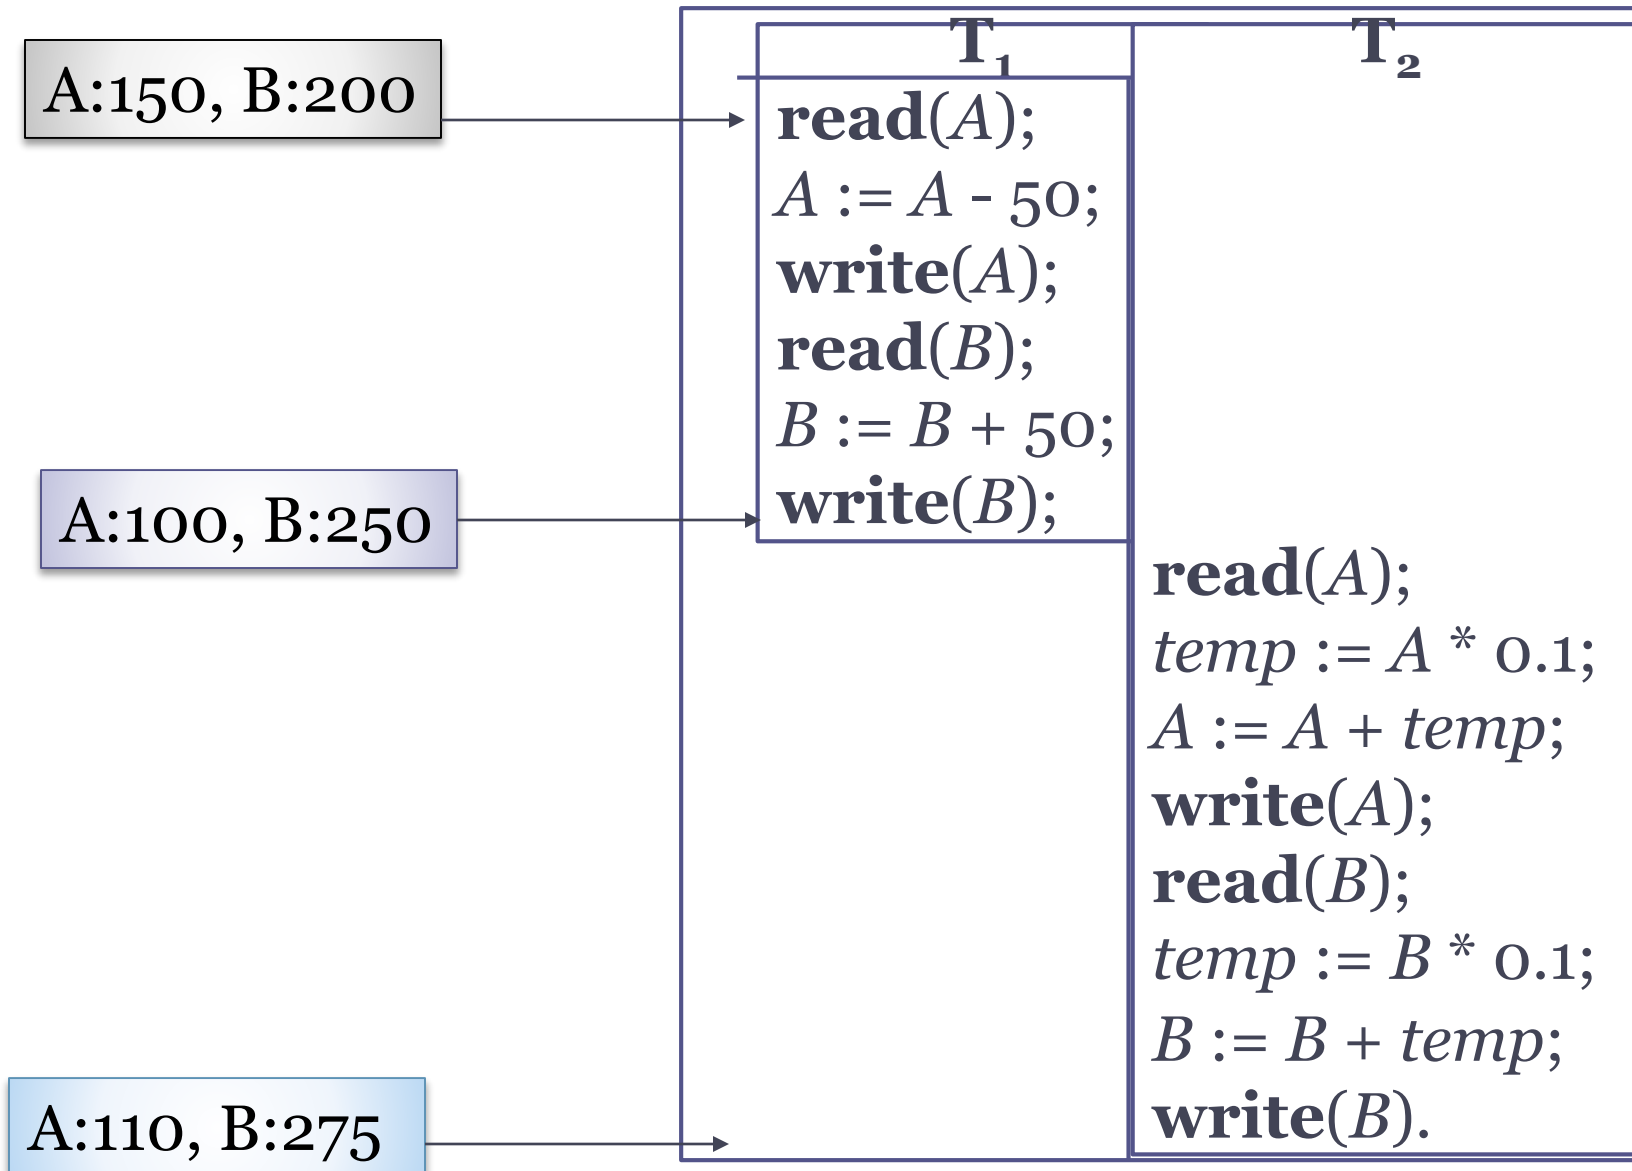 T₁ T₂
A:150, B:200
read(A);
A := A - 50;
write(A);
read(B);
B := B + 50;
write(B);
A:100, B:250
read(A);
temp := A * 0.1;
A := A + temp;
write(A);
read(B);
temp := B * 0.1;
B := B + temp;
write(B).
A:110, B:275